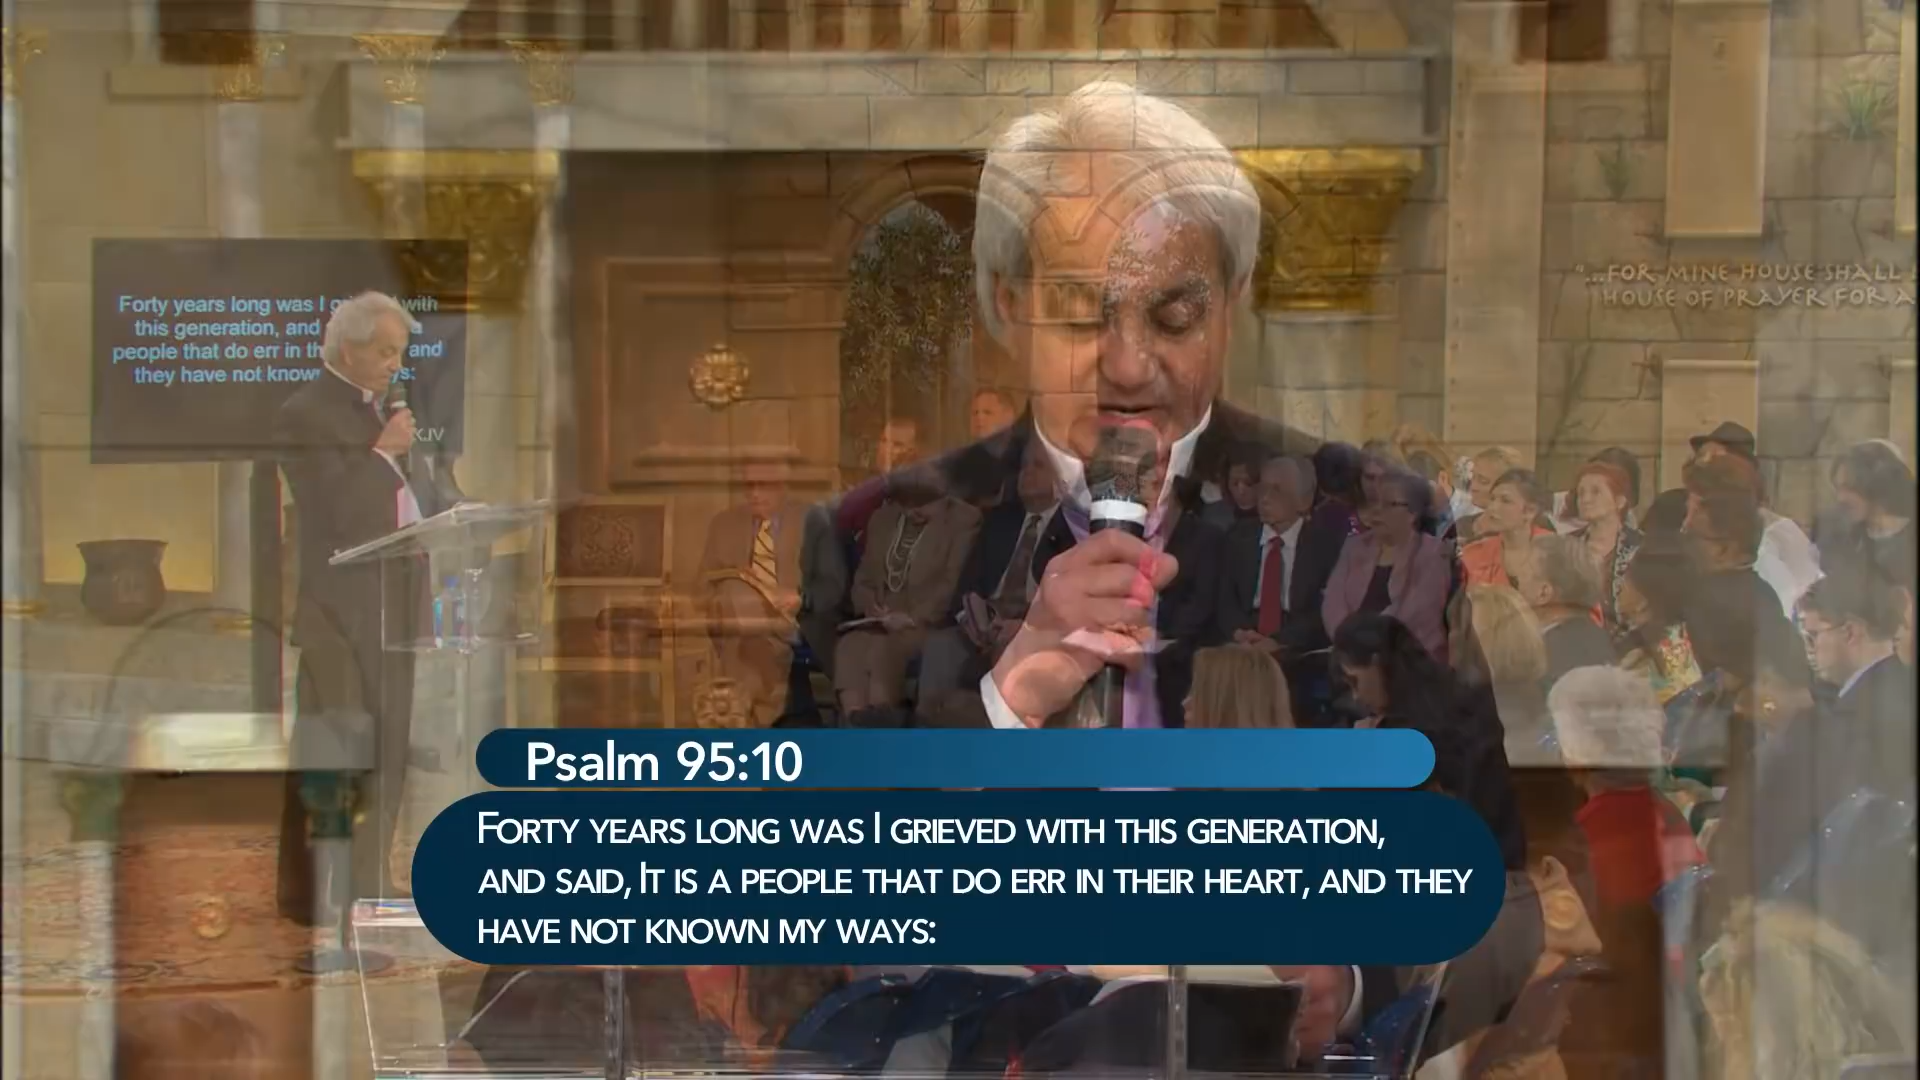 Forty years long was I with
this generation, and
people that do err in and
they have not
KJV
"...FOR MINE HOUSE SHALL
HOUSE OF PRAYER FOR
Psalm 95:10
FORTY YEARS LONG WAS I GRIEVED WITH THIS GENERATION,
AND SAID, IT IS A PEOPLE THAT DO ERR IN THEIR HEART, AND THEY
HAVE NOT KNOWN MY WAYS: